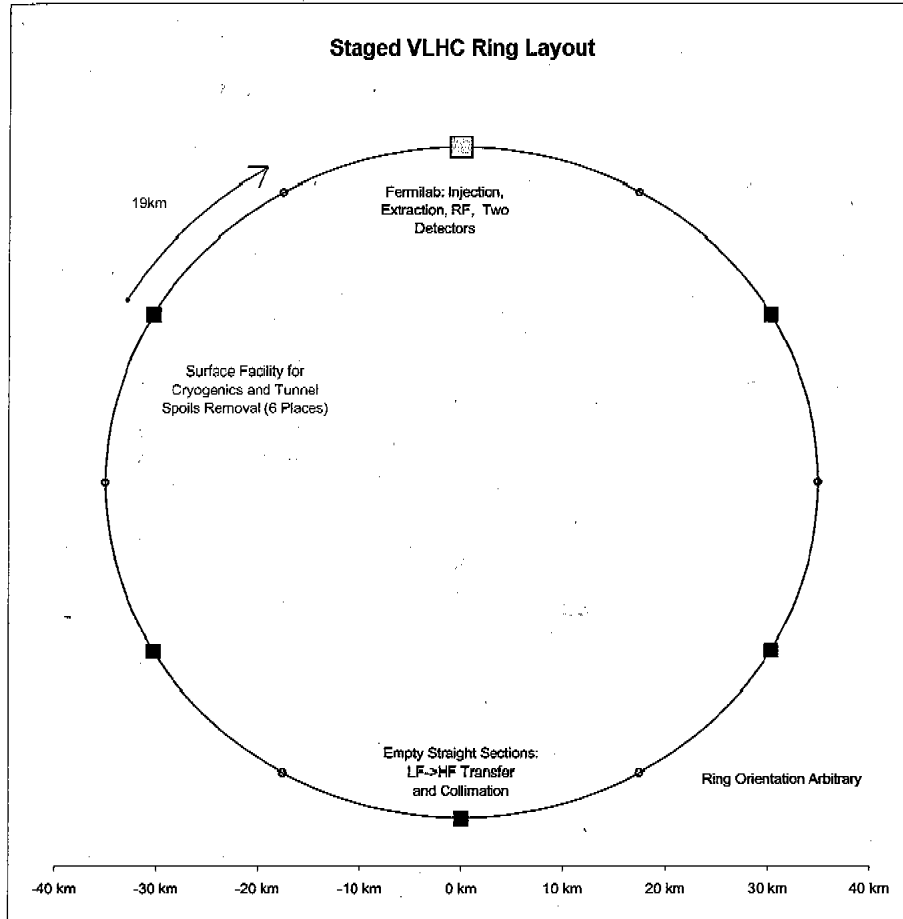 Staged VLHC Ring Layout
19km
Fermilab: Injection,
Extraction, RF, Two
Detectors
Surface Facility for
Cryogenics and Tunnel
Spoils Removal (6 Places)
Empty Straight Sections:
LF->HF Transfer
and Collimation
Ring Orientation Arbitrary
-40 km -30 km -20 km -10 km 0 km 10 km 20 km 30 km 40 km